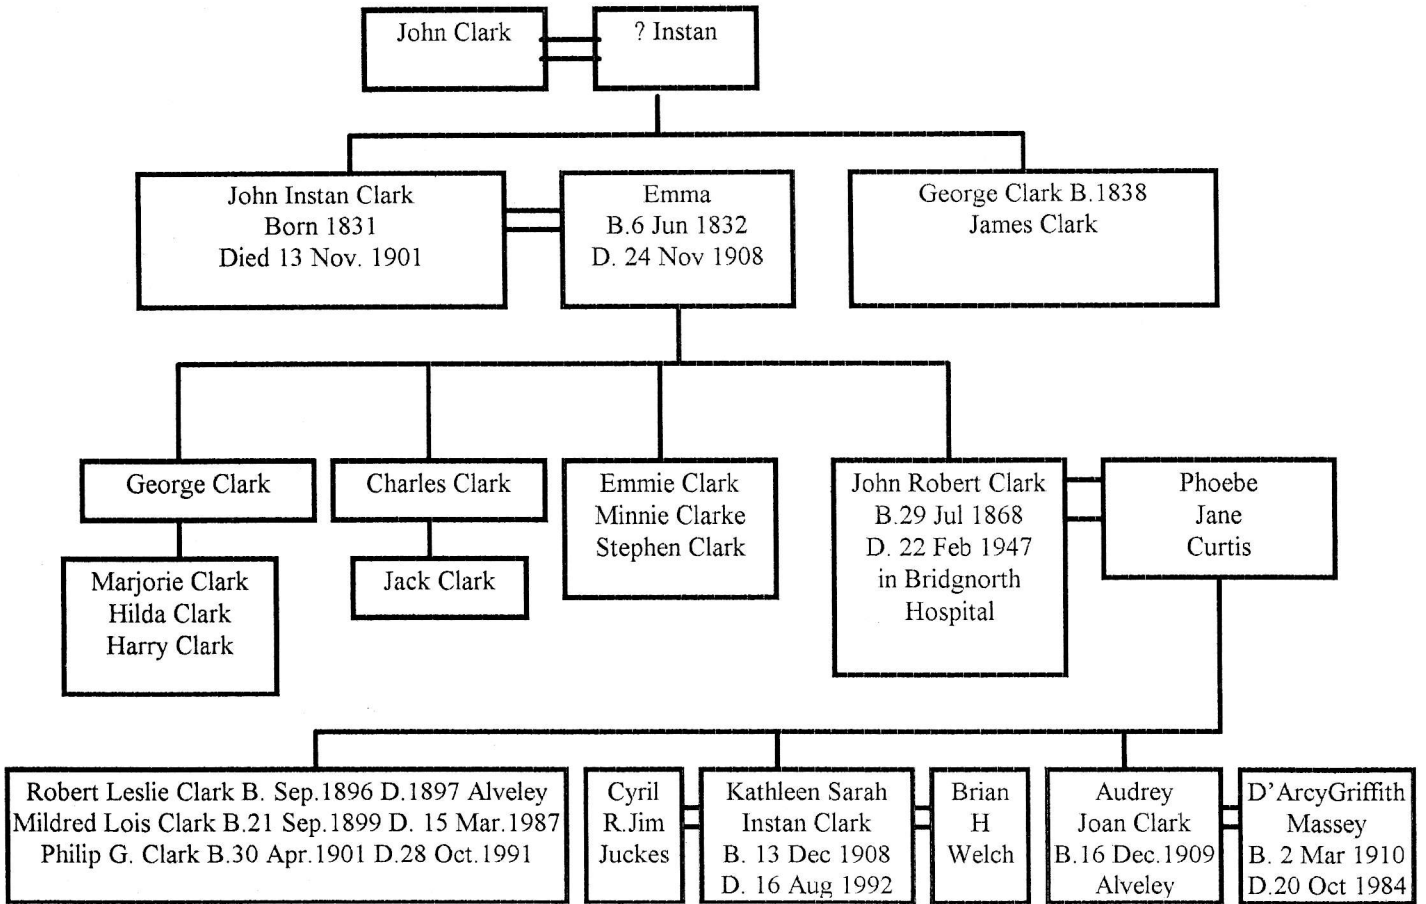 John Clark
? Instan
John Instan Clark
Born 1831
Died 13 Nov. 1901
Emma
B.6 Jun 1832
D. 24 Nov 1908
George Clark B.1838
James Clark
George Clark
Charles Clark
Emmie Clark
Minnie Clarke
Stephen Clark
John Robert Clark
B.29 Jul 1868
D. 22 Feb 1947
in Bridgnorth
Hospital
Phoebe
Jane
Curtis
Marjorie Clark
Hilda Clark
Harry Clark
Jack Clark
Robert Leslie Clark B. Sep.1896 D.1897 Alveley
Mildred Lois Clark B.21 Sep.1899 D. 15 Mar.1987
Philip G. Clark B.30 Apr.1901 D.28 Oct.1991
Cyril
R.Jim
Juckes
Kathleen Sarah
Instan Clark
B. 13 Dec 1908
D. 16 Aug 1992
Brian
H
Welch
Audrey
Joan Clark
B.16 Dec.1909
Alveley
D'ArcyGriffith
Massey
B. 2 Mar 1910
D.20 Oct 1984